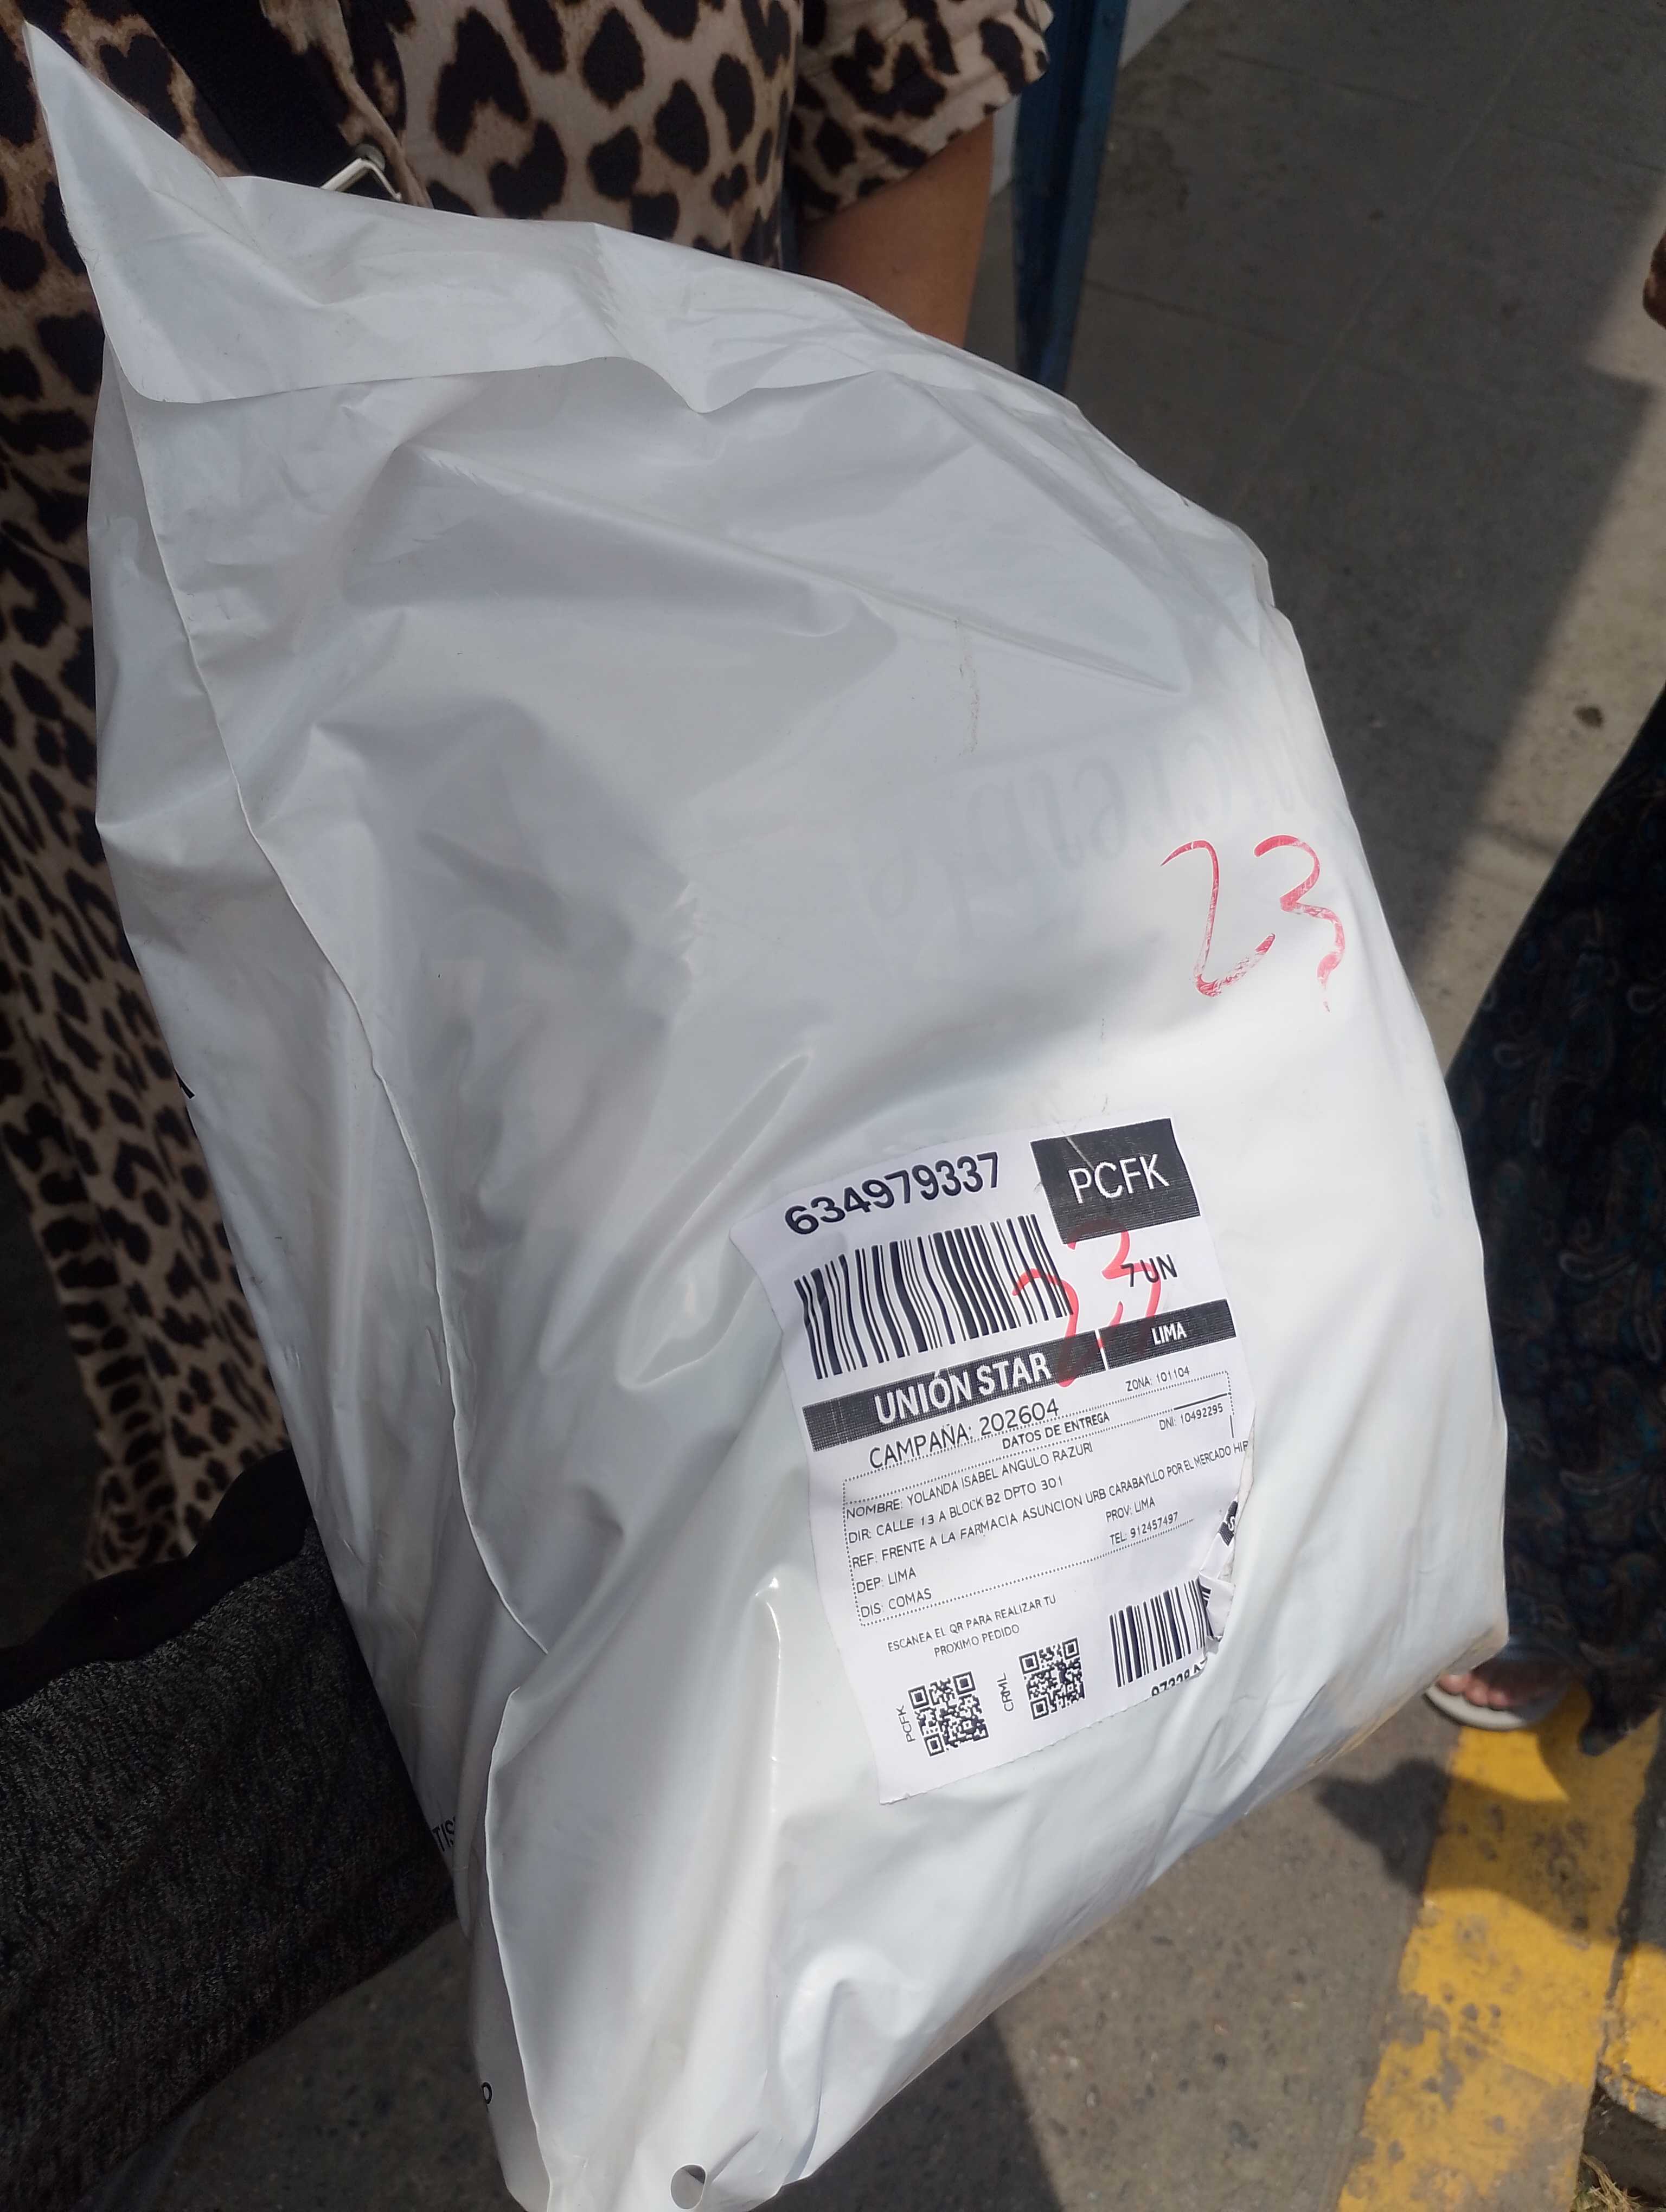 23
634979337
PCFK
23
7UN
UNIÓN STAR
LIMA
CAMPAÑA: 202604
ZONA: 101104
DATOS DE ENTREGA
DNI: 10492295
NOMBRE: YOLANDA ISABEL ANGULO RAZURI
DIR: CALLE 13 A BLOCK B2 DPTO 301
REF: FRENTE A LA FARMACIA ASUNCION URB CARABAYLLO POR EL MERCADO HIP
DEP: LIMA
PROV: LIMA
DIS: COMAS
TEL: 912457497
ESCANEA EL QR PARA REALIZAR TU
PROXIMO PEDIDO
PCFK
CRML